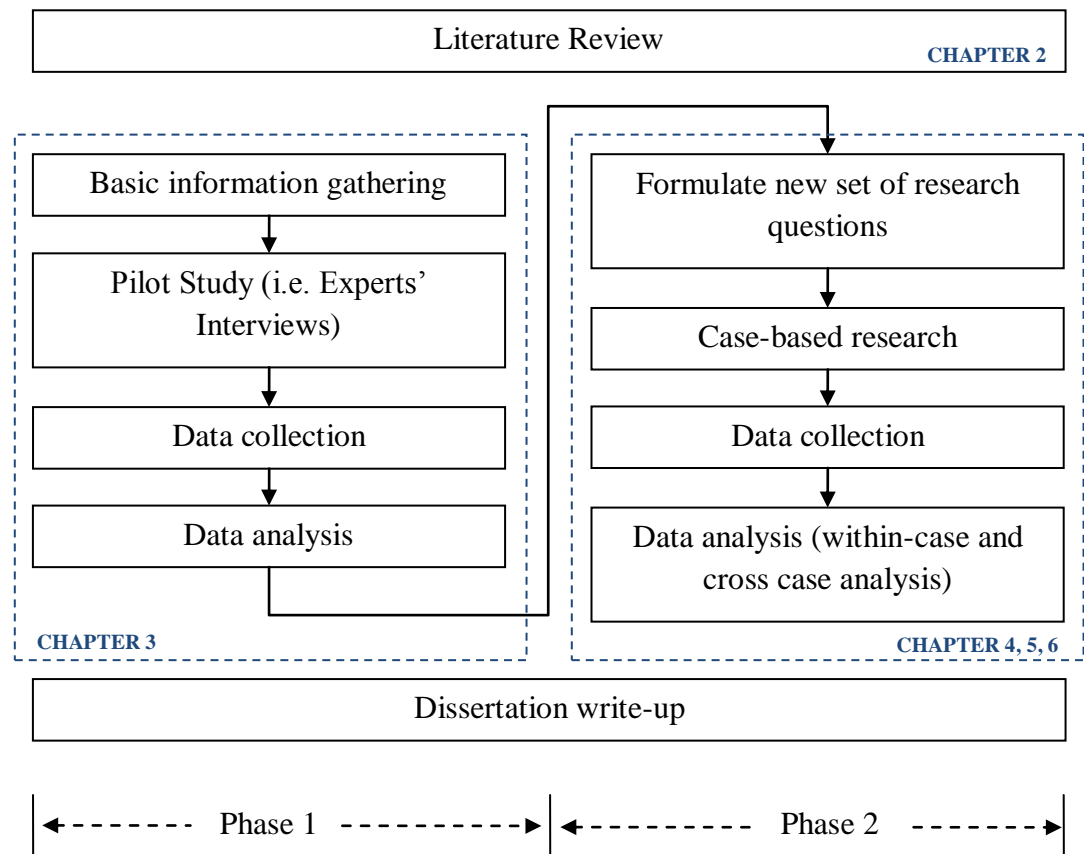 Literature Review
CHAPTER 2
Basic information gathering
Pilot Study (i.e. Experts’
Interviews)
Data collection
Data analysis
CHAPTER 3
Formulate new set of research
questions
Case-based research
Data collection
Data analysis (within-case and
cross case analysis)
CHAPTER 4, 5, 6
Dissertation write-up
Phase 1
Phase 2